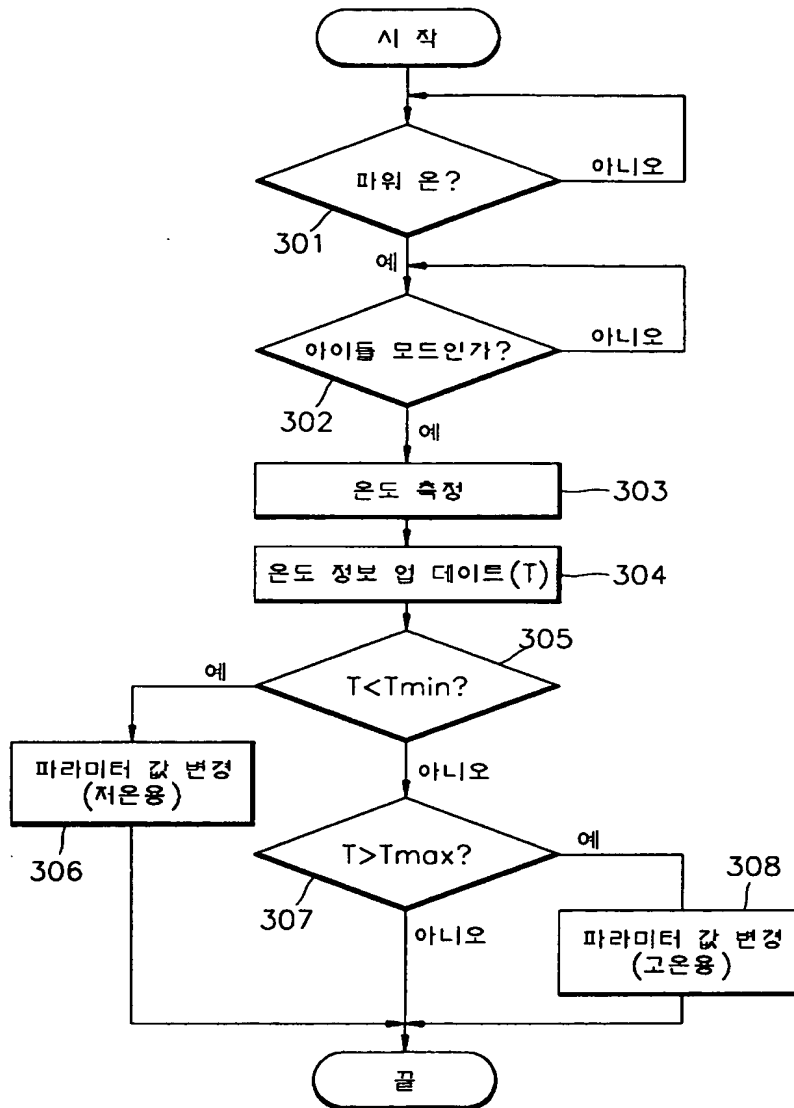 시 작
파워 온?
아니오
301
예
아이들 모드인가?
아니오
302
예
온도 측정
303
온도 정보 업 데이트(T)
304
305
예
T<Tmin?
파라미터 값 변경
(저온용)
아니오
306
T>Tmax?
예
307
308
아니오
파라미터 값 변경
(고온용)
끝